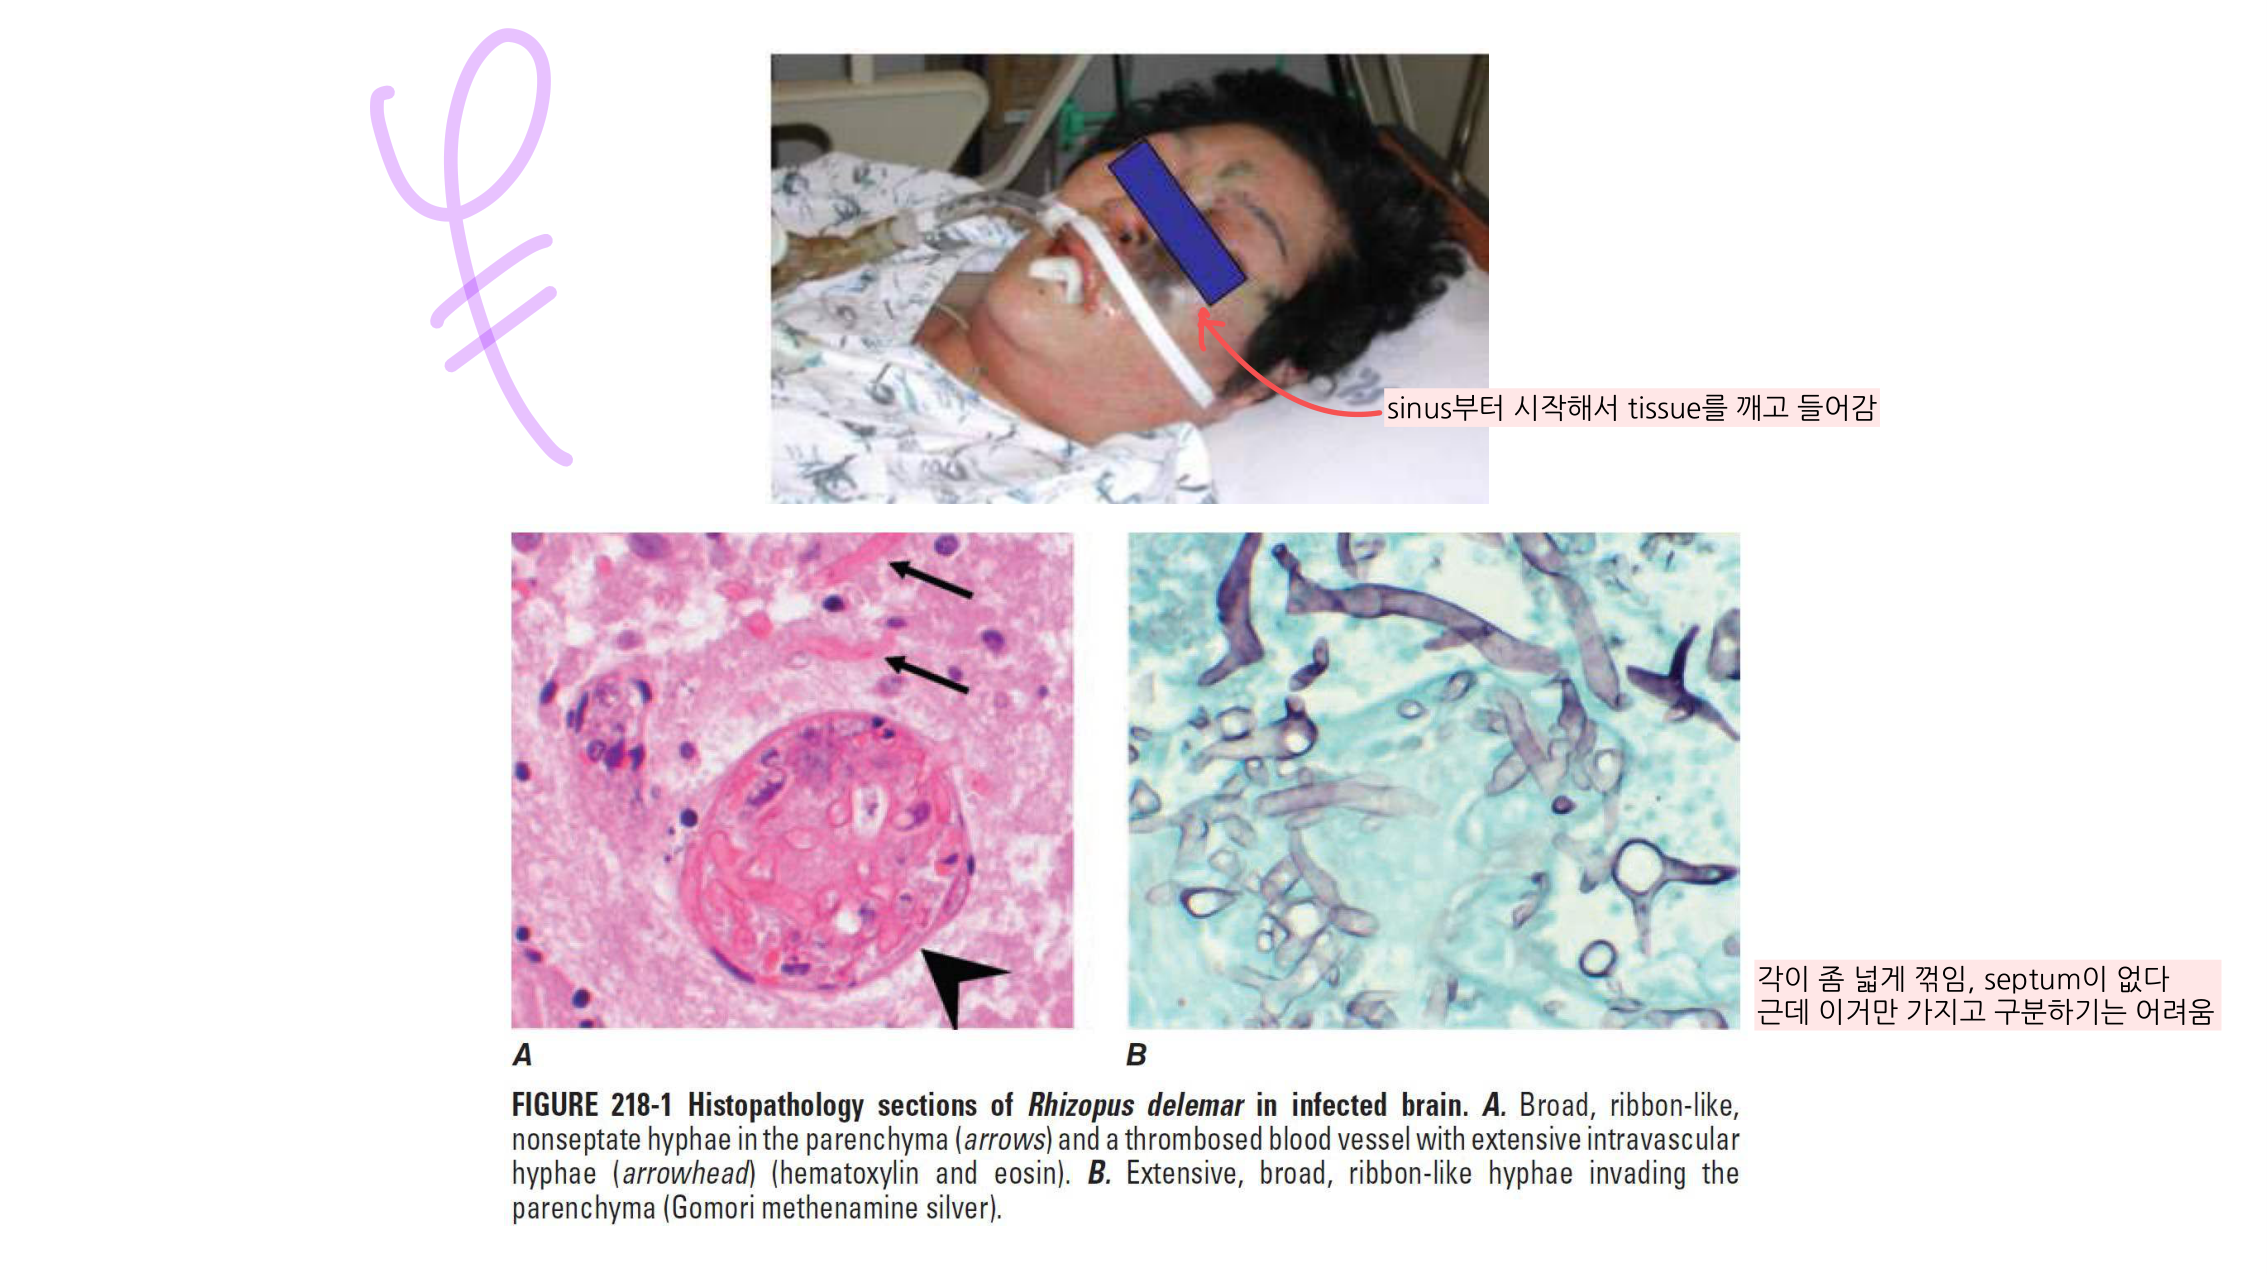 sinus부터 시작해서 tissue를 깨고 들어감
각이 좀 넓게 꺾임, septum이 없다
근데 이거만 가지고 구분하기는 어려움
A
B
FIGURE 218-1 Histopathology sections of Rhizopus delemar in infected brain. A. Broad, ribbon-like,
nonseptate hyphae in the parenchyma (arrows) and a thrombosed blood vessel with extensive intravascular
hyphae (arrowhead) (hematoxylin and eosin). B. Extensive, broad, ribbon-like hyphae invading the
parenchyma (Gomori methenamine silver).